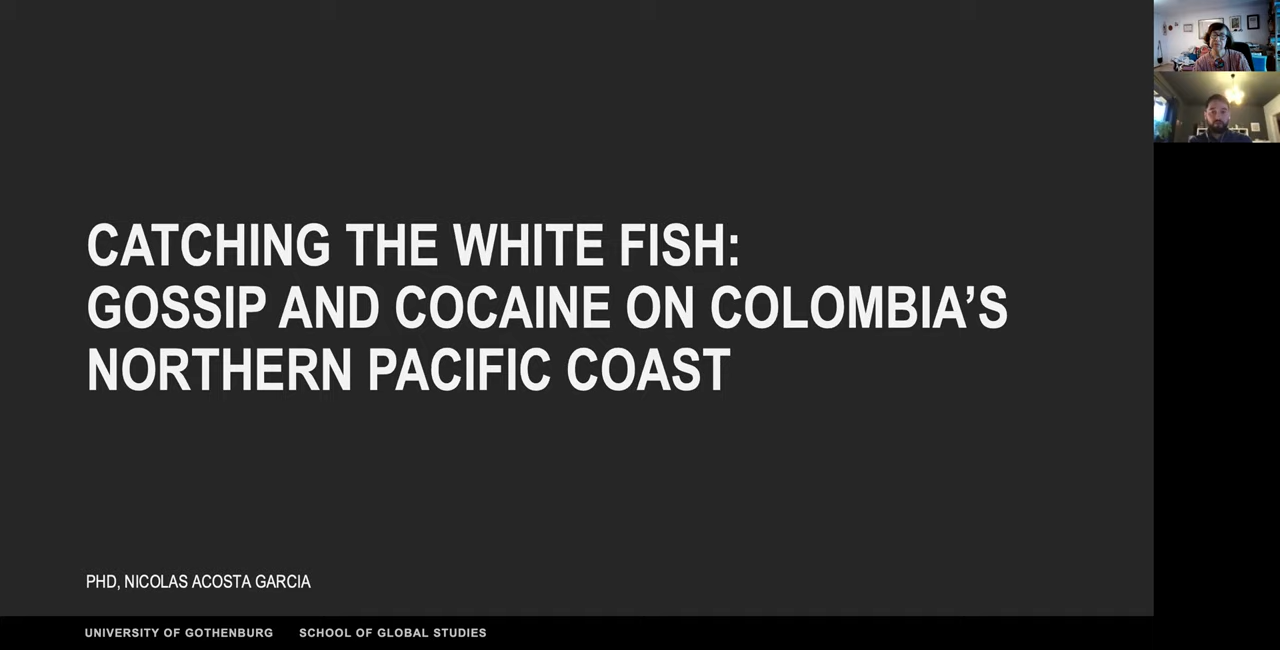 CATCHING THE WHITE FISH:
GOSSIP AND COCAINE ON COLOMBIA’S
NORTHERN PACIFIC COAST
PHD, NICOLAS ACOSTA GARCIA
UNIVERSITY OF GOTHENBURG SCHOOL OF GLOBAL STUDIES